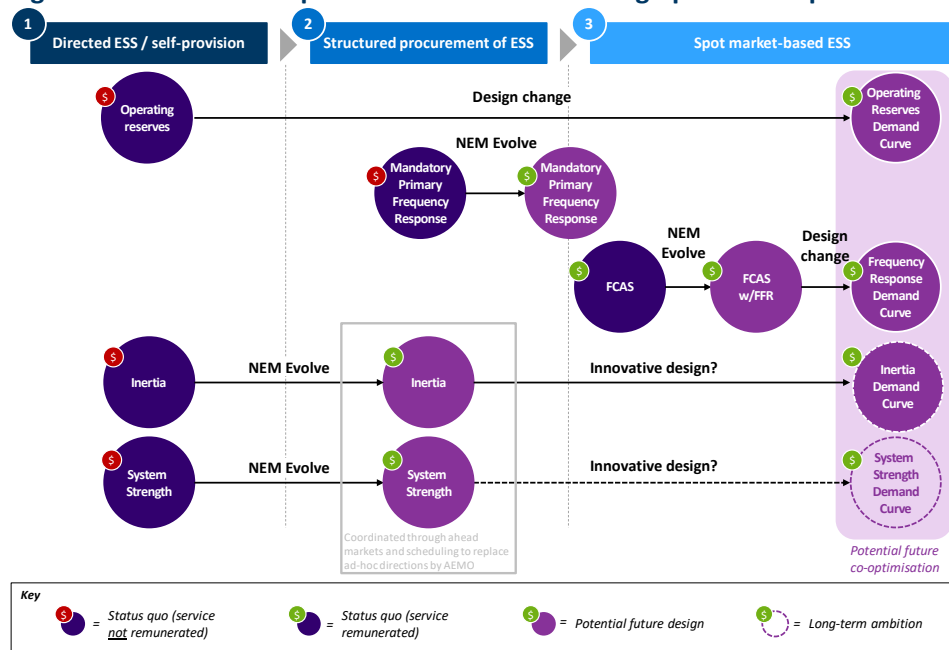 1
Directed ESS / self-provision
2
Structured procurement of ESS
3
Spot market-based ESS
$
Operating
reserves
Design change
$
Operating
Reserves
Demand
Curve
NEM Evolve
$
Mandatory
Primary
Frequency
Response
$
Mandatory
Primary
Frequency
Response
NEM
Evolve
Design
change
$
FCAS
$
FCAS
w/FFR
$
Frequency
Response
Demand
Curve
$
Inertia
NEM Evolve
$
Inertia
Innovative design?
$
Inertia
Demand
Curve
$
System
Strength
NEM Evolve
$
System
Strength
Innovative design?
$
System
Strength
Demand
Curve
Coordinated through ahead
markets and scheduling to replace
ad-hoc directions by AEMO
Potential future
co-optimisation
Key
$
= Status quo (service
not remunerated)
$
= Status quo (service
remunerated)
$
= Potential future design
$
= Long-term ambition